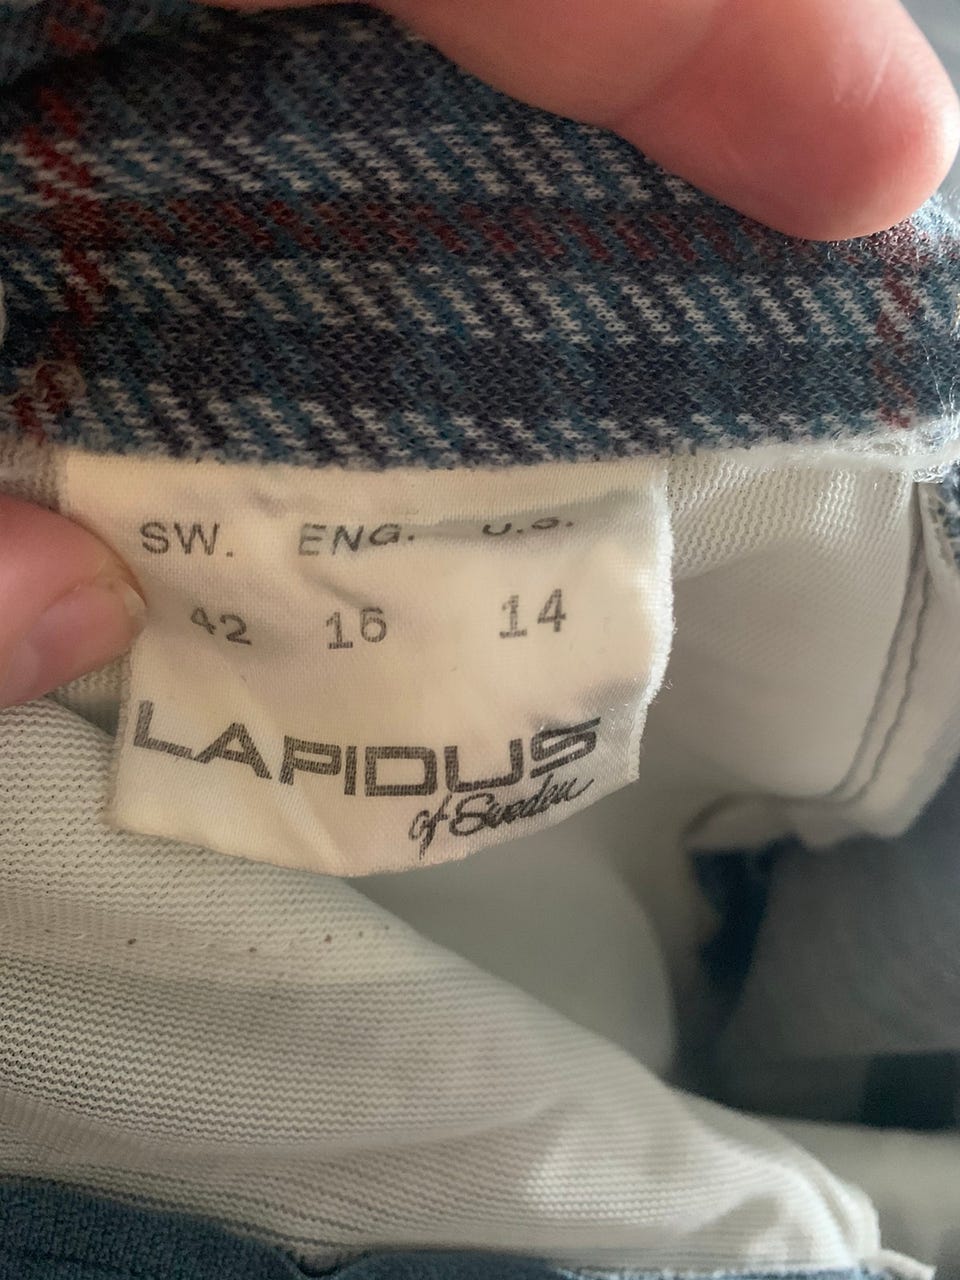 SW. ENG. U.S.
42 16 14
LAPIDUS
of Sweden